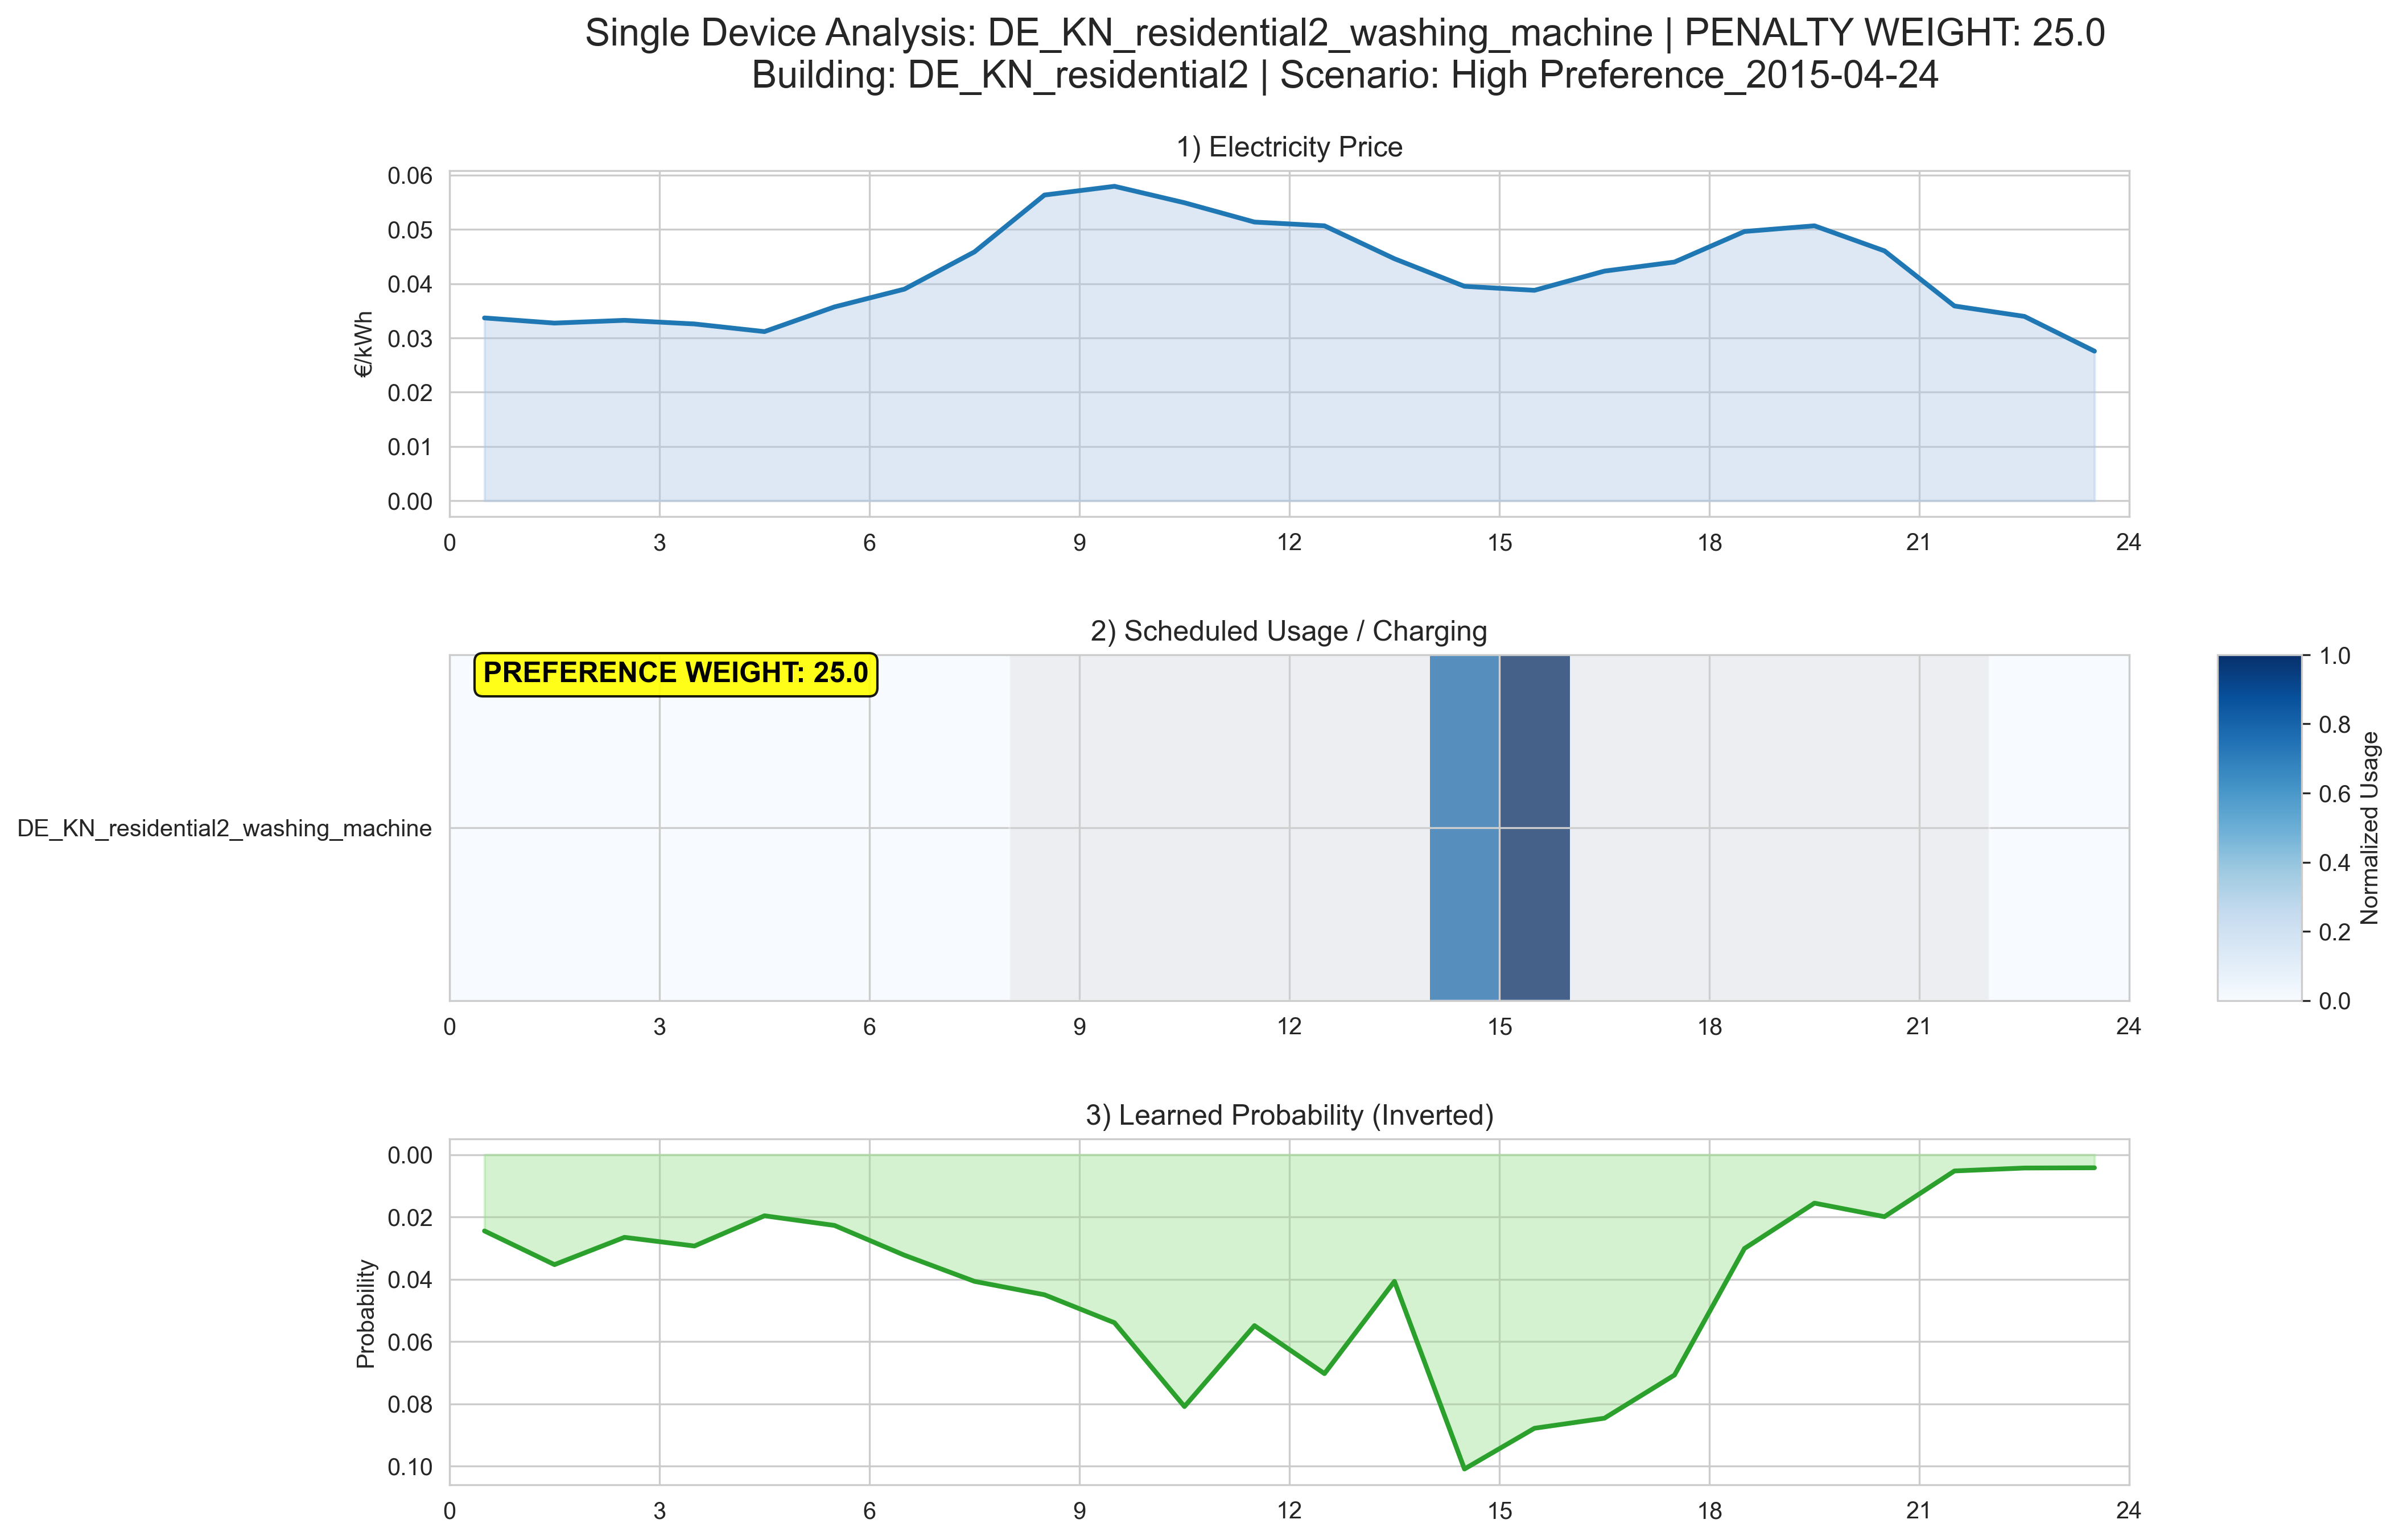 Single Device Analysis: DE_KN_residential2_washing_machine | PENALTY WEIGHT: 25.0
Building: DE_KN_residential2 | Scenario: High Preference_2015-04-24
1) Electricity Price
€/kWh
0.06
0.05
0.04
0.03
0.02
0.01
0.00
0 3 6 9 12 15 18 21 24
2) Scheduled Usage / Charging
PREFERENCE WEIGHT: 25.0
DE_KN_residential2_washing_machine
0 3 6 9 12 15 18 21 24
1.0
0.8
0.6
0.4
0.2
0.0
Normalized Usage
3) Learned Probability (Inverted)
Probability
0.00
0.02
0.04
0.06
0.08
0.10
0 3 6 9 12 15 18 21 24